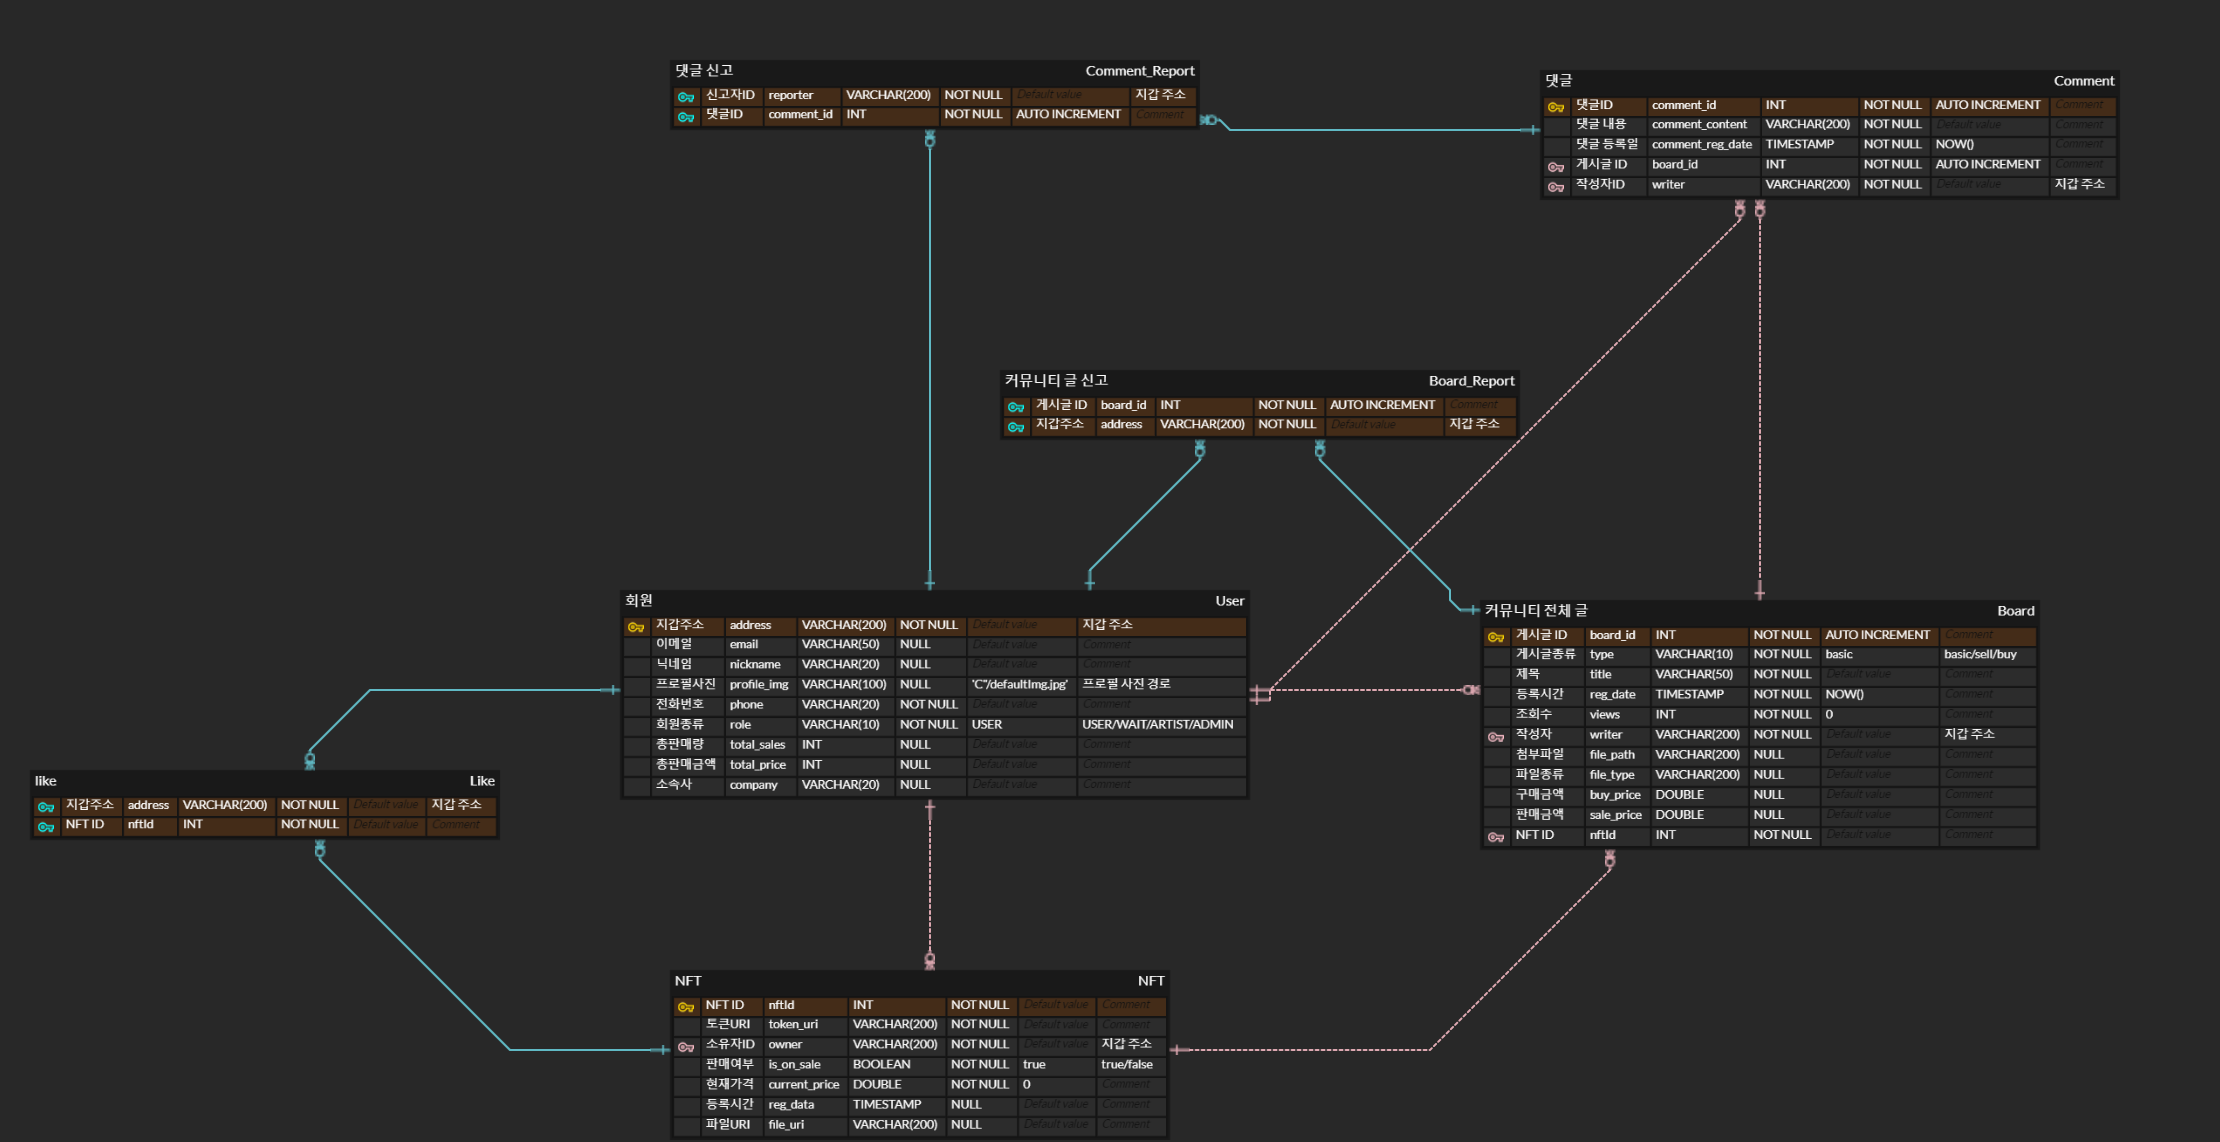 댓글 신고 Comment_Report
신고자ID reporter VARCHAR(200) NOT NULL Default value 지갑 주소
댓글ID comment_id INT NOT NULL AUTO INCREMENT Comment
댓글 Comment
댓글ID comment_id INT NOT NULL AUTO INCREMENT Comment
댓글 내용 comment_content VARCHAR(200) NOT NULL Default value Comment
댓글 등록일 comment_reg_date TIMESTAMP NOT NULL NOW() Comment
게시글 ID board_id INT NOT NULL AUTO INCREMENT Comment
작성자ID writer VARCHAR(200) NOT NULL Default value 지갑 주소
커뮤니티 글 신고 Board_Report
게시글 ID board_id INT NOT NULL AUTO INCREMENT Comment
지갑주소 address VARCHAR(200) NOT NULL Default value 지갑 주소
회원 User
지갑주소 address VARCHAR(200) NOT NULL Default value 지갑 주소
이메일 email VARCHAR(50) NULL Default value Comment
닉네임 nickname VARCHAR(20) NULL Default value Comment
프로필사진 profile_img VARCHAR(100) NULL 'C"/defaultImg.jpg' 프로필 사진 경로
전화번호 phone VARCHAR(20) NOT NULL Default value Comment
회원종류 role VARCHAR(10) NOT NULL USER USER/WAIT/ARTIST/ADMIN
총판매량 total_sales INT NULL Default value Comment
총판매금액 total_price INT NULL Default value Comment
소속사 company VARCHAR(20) NULL Default value Comment
커뮤니티 전체 글 Board
게시글 ID board_id INT NOT NULL AUTO INCREMENT Comment
게시글종류 type VARCHAR(10) NOT NULL basic basic/sell/buy
제목 title VARCHAR(50) NOT NULL Default value Comment
등록시간 reg_date TIMESTAMP NOT NULL NOW() Comment
조회수 views INT NOT NULL 0 Comment
작성자 writer VARCHAR(200) NOT NULL Default value 지갑 주소
첨부파일 file_path VARCHAR(200) NULL Default value Comment
파일종류 file_type VARCHAR(200) NULL Default value Comment
구매금액 buy_price DOUBLE NULL Default value Comment
판매금액 sale_price DOUBLE NULL Default value Comment
NFT ID nftId INT NOT NULL Default value Comment
like Like
지갑주소 address VARCHAR(200) NOT NULL Default value 지갑 주소
NFT ID nftId INT NOT NULL Default value Comment
NFT NFT
NFT ID nftId INT NOT NULL Default value Comment
토큰URI token_uri VARCHAR(200) NOT NULL Default value Comment
소유자ID owner VARCHAR(200) NOT NULL Default value 지갑 주소
판매여부 is_on_sale BOOLEAN NOT NULL true true/false
현재가격 current_price DOUBLE NOT NULL 0 Comment
등록시간 reg_data TIMESTAMP NULL Default value Comment
파일URI file_uri VARCHAR(200) NULL Default value Comment